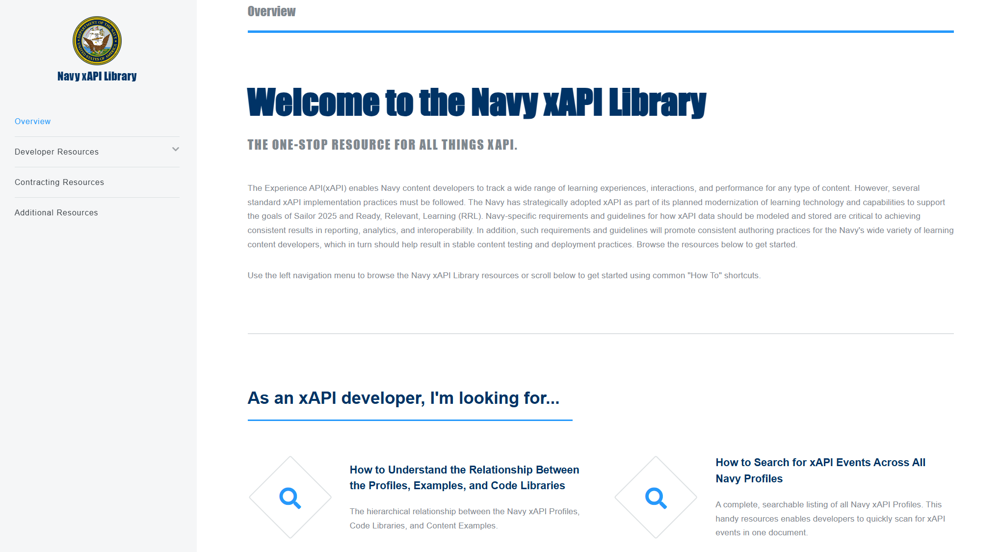 DEPARTMENT OF THE NAVY
UNITED STATES OF AMERICA
Navy xAPI Library
Overview
Developer Resources
Contracting Resources
Additional Resources
Overview
Welcome to the Navy xAPI Library
THE ONE-STOP RESOURCE FOR ALL THINGS XAPI.
The Experience API(xAPI) enables Navy content developers to track a wide range of learning experiences, interactions, and performance for any type of content. However, several
standard xAPI implementation practices must be followed. The Navy has strategically adopted xAPI as part of its planned modernization of learning technology and capabilities to support
the goals of Sailor 2025 and Ready, Relevant, Learning (RRL). Navy-specific requirements and guidelines for how xAPI data should be modeled and stored are critical to achieving
consistent results in reporting, analytics, and interoperability. In addition, such requirements and guidelines will promote consistent authoring practices for the Navy's wide variety of learning
content developers, which in turn should help result in stable content testing and deployment practices. Browse the resources below to get started.
Use the left navigation menu to browse the Navy xAPI Library resources or scroll below to get started using common "How To" shortcuts.
As an xAPI developer, I'm looking for...
How to Understand the Relationship Between
the Profiles, Examples, and Code Libraries
The hierarchical relationship between the Navy xAPI Profiles,
Code Libraries, and Content Examples.
How to Search for xAPI Events Across All
Navy Profiles
A complete, searchable listing of all Navy xAPI Profiles. This
handy resources enables developers to quickly scan for xAPI
events in one document.